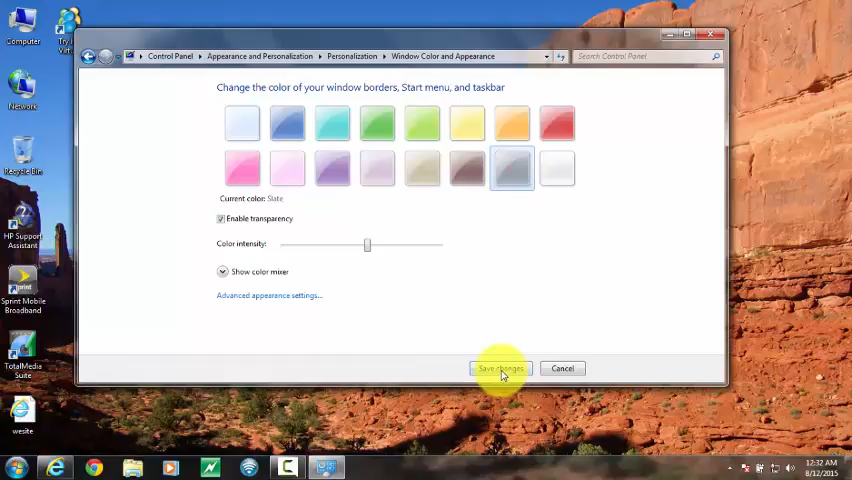 Computer
Try I
Virtu
Network
Recycle Bin
HP Support
Assistant
Sprint Mobile
Broadband
TotalMedia
Suite
wesite
Control Panel
Appearance and Personalization
Personalization
Window Color and Appearance
Search Control Panel
Change the color of your window borders, Start menu, and taskbar
Current color: Slate
Enable transparency
Color intensity:
Show color mixer
Advanced appearance settings...
Save changes
Cancel
12:32 AM
8/12/2015